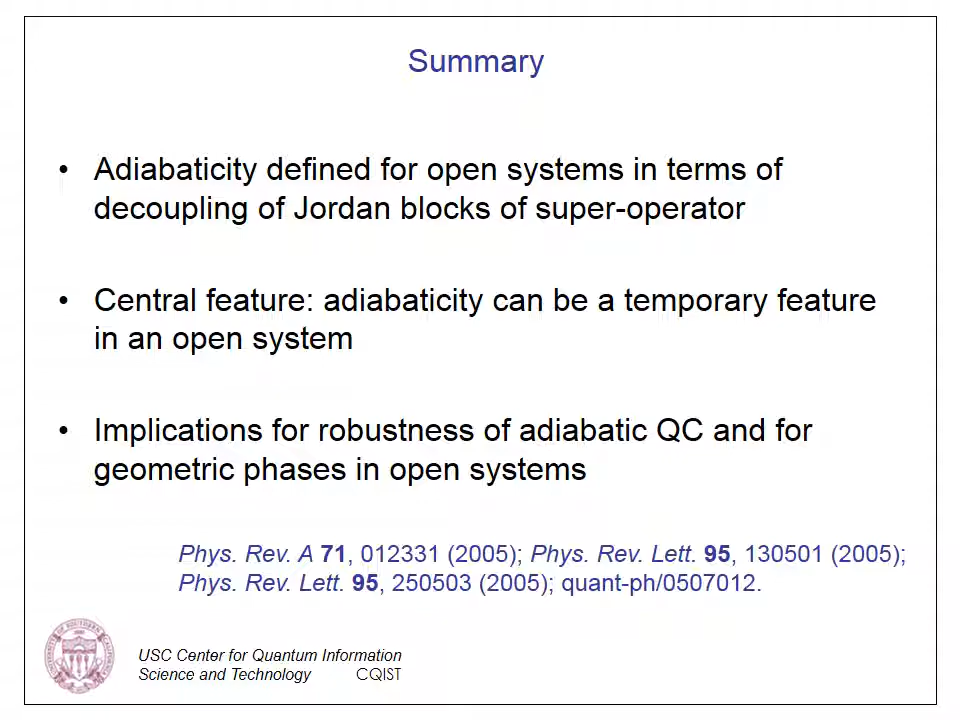 Summary
• Adiabaticity defined for open systems in terms of
decoupling of Jordan blocks of super-operator
• Central feature: adiabaticity can be a temporary feature
in an open system
• Implications for robustness of adiabatic QC and for
geometric phases in open systems
Phys. Rev. A 71, 012331 (2005); Phys. Rev. Lett. 95, 130501 (2005);
Phys. Rev. Lett. 95, 250503 (2005); quant-ph/0507012.
USC Center for Quantum Information
Science and Technology CQIST